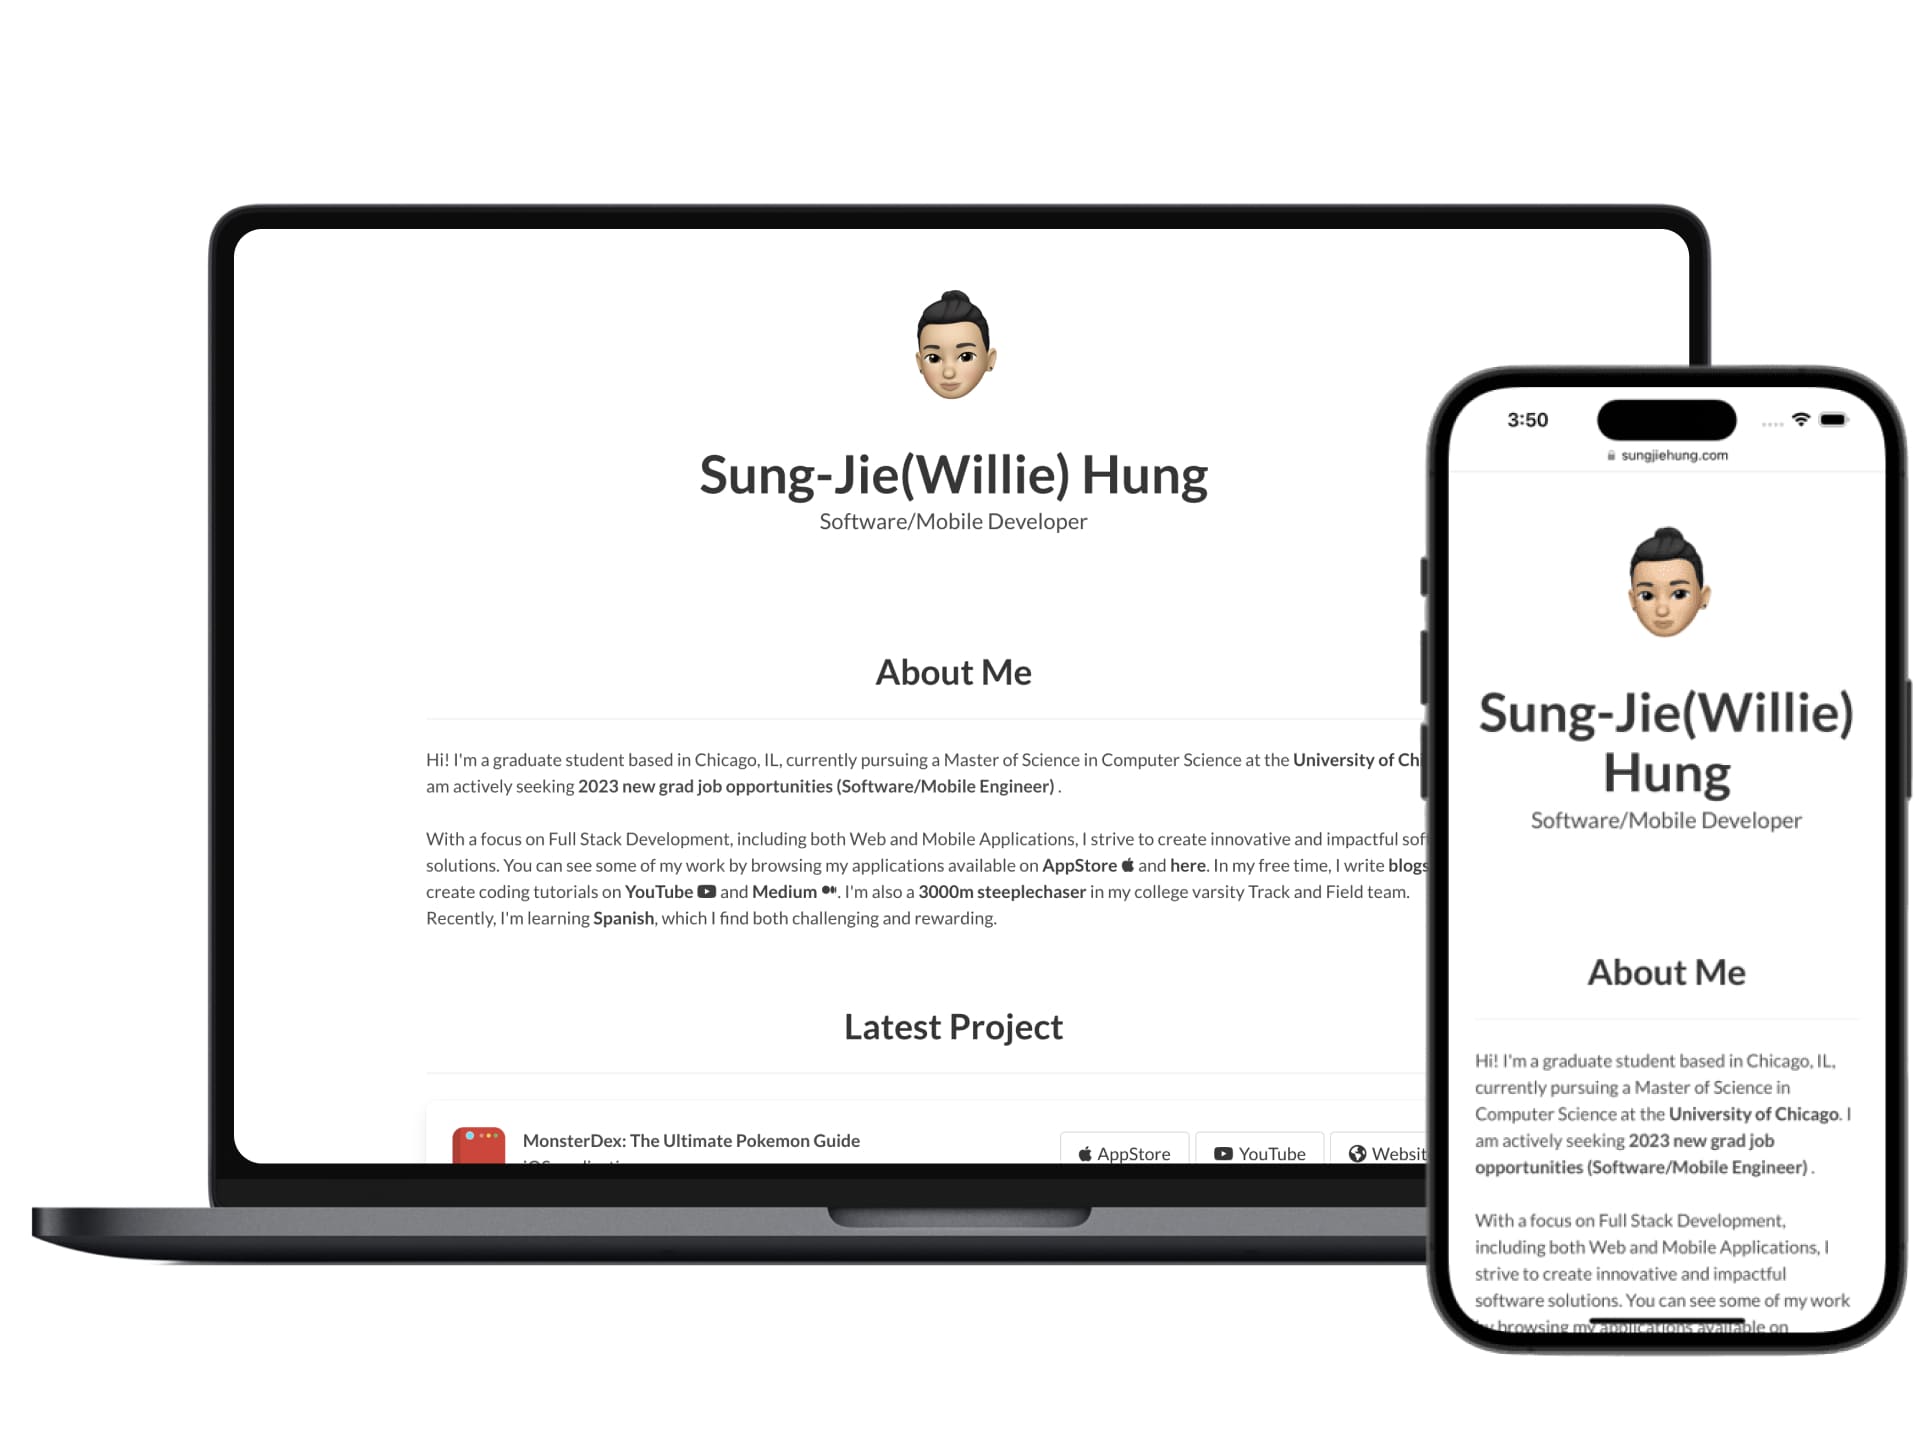 Sung-Jie(Willie) Hung
Software/Mobile Developer
About Me
Hi! I'm a graduate student based in Chicago, IL, currently pursuing a Master of Science in Computer Science at the University of Ch
am actively seeking 2023 new grad job opportunities (Software/Mobile Engineer) .
With a focus on Full Stack Development, including both Web and Mobile Applications, I strive to create innovative and impactful sof
solutions. You can see some of my work by browsing my applications available on AppStore and here. In my free time, I write blogs
create coding tutorials on YouTube and Medium . I'm also a 3000m steeplechaser in my college varsity Track and Field team.
Recently, I'm learning Spanish, which I find both challenging and rewarding.
Latest Project
MonsterDex: The Ultimate Pokemon Guide
AppStore
YouTube
Websit
3:50
sungjiehung.com
Sung-Jie(Willie)
Hung
Software/Mobile Developer
About Me
Hi! I'm a graduate student based in Chicago, IL,
currently pursuing a Master of Science in
Computer Science at the University of Chicago. I
am actively seeking 2023 new grad job
opportunities (Software/Mobile Engineer) .
With a focus on Full Stack Development,
including both Web and Mobile Applications, I
strive to create innovative and impactful
software solutions. You can see some of my work
by browsing my applications available on